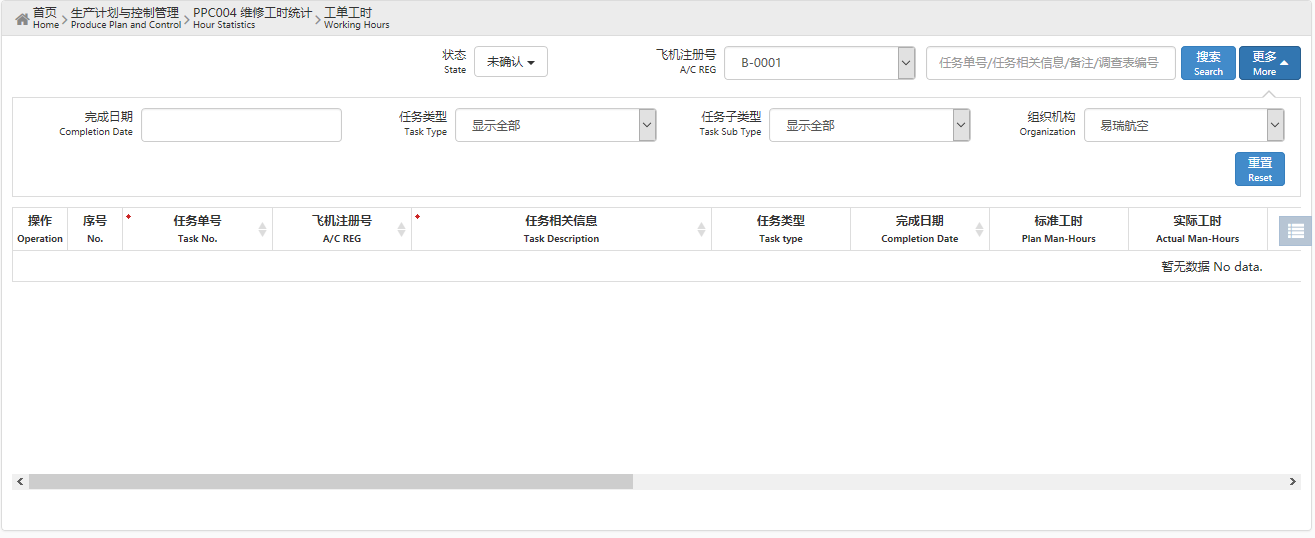 首页 生产计划与控制管理 PPC004 维修工时统计 工单工时
Home Produce Plan and Control Hour Statistics Working Hours
状态 未确认 飞机注册号 B-0001 任务单号/任务相关信息/备注/调查表编号 搜索 更多
State A/C REG Search More
完成日期 任务类型 显示全部 任务子类型 显示全部 组织机构 易瑞航空
Completion Date Task Type Task Sub Type Organization
重置
Reset
操作 序号 任务单号 飞机注册号 任务相关信息 任务类型 完成日期 标准工时 实际工时
Operation No. Task No. A/C REG Task Description Task type Completion Date Plan Man-Hours Actual Man-Hours
暂无数据 No data.